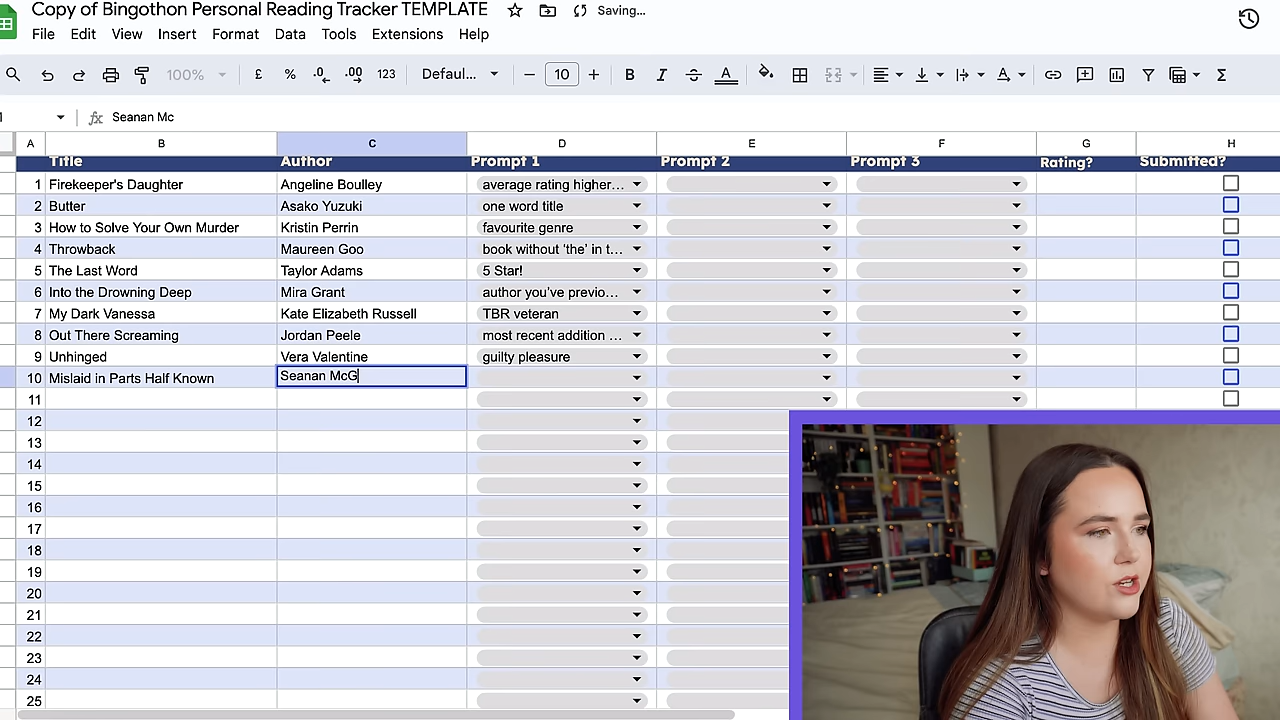 Copy of Bingothon Personal Reading Tracker TEMPLATE Saving...
File Edit View Insert Format Data Tools Extensions Help
100% £ % .0 .00 123 Defaul... 10 B I A
Seanan Mc
A B C D E F G H
Title Author Prompt 1 Prompt 2 Prompt 3 Rating? Submitted?
1 Firekeeper's Daughter Angeline Boulley average rating higher...
2 Butter Asako Yuzuki one word title
3 How to Solve Your Own Murder Kristin Perrin favourite genre
4 Throwback Maureen Goo book without 'the' in t...
5 The Last Word Taylor Adams 5 Star!
6 Into the Drowning Deep Mira Grant author you've previo...
7 My Dark Vanessa Kate Elizabeth Russell TBR veteran
8 Out There Screaming Jordan Peele most recent addition ...
9 Unhinged Vera Valentine guilty pleasure
10 Mislaid in Parts Half Known Seanan McG
11
12
13
14
15
16
17
18
19
20
21
22
23
24
25